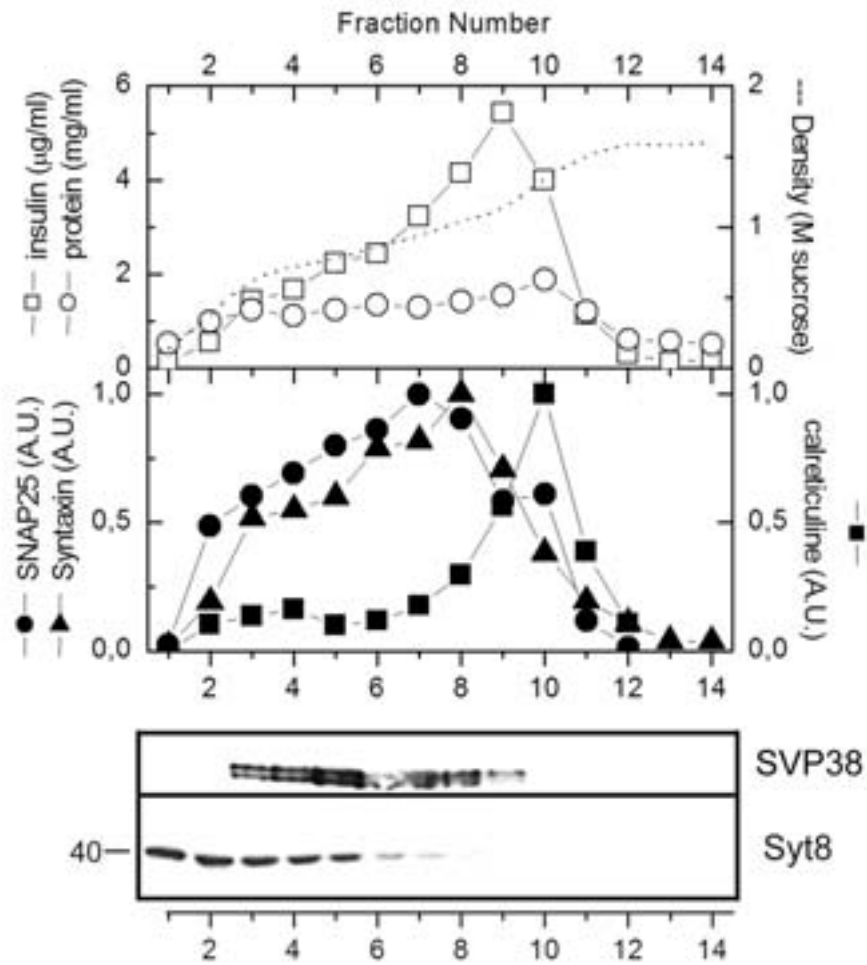 Fraction Number
2 4 6 8 10 12 14
6 2
4
2 1
0 0
—□— insulin (µg/ml)
—○— protein (mg/ml)
--- Density (M sucrose)
1,0 1,0
0,5 0,5
0,0 0,0
—●— SNAP25 (A.U.)
—▲— Syntaxin (A.U.)
calreticuline (A.U.) —■—
2 4 6 8 10 12 14
SVP38
40— Syt8
2 4 6 8 10 12 14